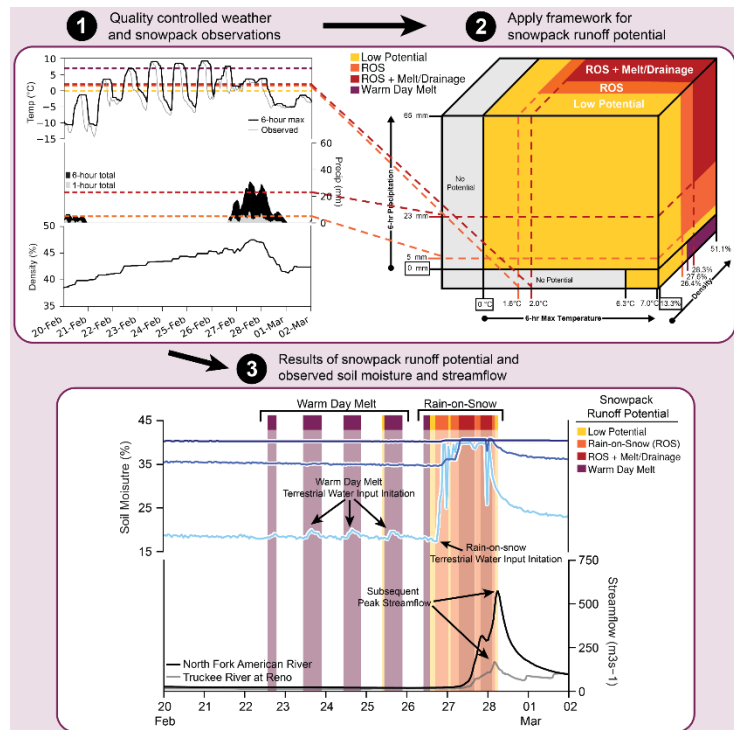 1 Quality controlled weather
and snowpack observations
2 Apply framework for
snowpack runoff potential
Temp (°C)
10
5
0
−5
−10
−15
6-hour max
Observed
6-hour total
1-hour total
Precip (mm)
60
40
20
0
Density (%)
50
45
40
35
20-Feb
21-Feb
22-Feb
23-Feb
24-Feb
25-Feb
26-Feb
27-Feb
28-Feb
01-Mar
02-Mar
Low Potential
ROS
ROS + Melt/Drainage
Warm Day Melt
ROS + Melt/Drainage
ROS
Low Potential
65 mm
No
Potential
6-hr Precipitation
23 mm
5 mm
0 mm
No Potential
0 °C
1.6°C
2.0°C
6.3°C
7.0°C
13.3%
26.4%
27.6%
28.3%
51.1%
Density
6-hr Max Temperature
3 Results of snowpack runoff potential and
observed soil moisture and streamflow
Warm Day Melt
Rain-on-Snow
Snowpack
Runoff Potential
Low Potential
Rain-on-Snow (ROS)
ROS + Melt/Drainage
Warm Day Melt
Soil Moisutre (%)
45
35
25
15
Warm Day Melt
Terrestrial Water Input Initation
Rain-on-snow
Terrestrial Water Input Initation
Subsequent
Peak Streamflow
Streamflow (m3s−1)
750
500
250
0
North Fork American River
Truckee River at Reno
20 21 22 23 24 25 26 27 28 01 02
Feb Mar